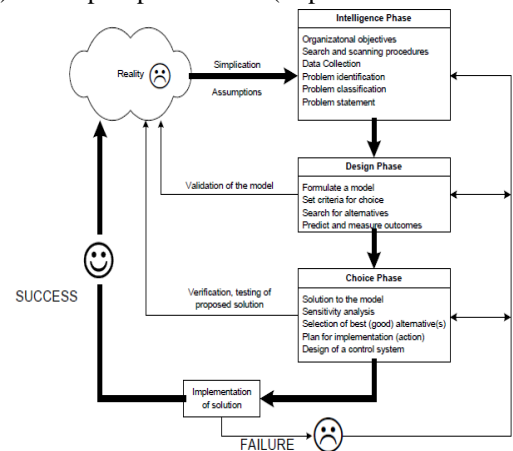 Intelligence Phase
Organizatonal objectives
Search and scanning procedures
Data Collection
Problem identification
Problem classification
Problem statement
Reality
Simplication
Assumptions
Design Phase
Formulate a model
Set criteria for choice
Search for alternatives
Predict and measure outcomes
Validation of the model
Choice Phase
Solution to the model
Sensitivity analysis
Selection of best (good) alternative(s)
Plan for implementation (action)
Design of a control system
Verification, testing of
proposed solution
SUCCESS
Implementation
of solution
FAILURE